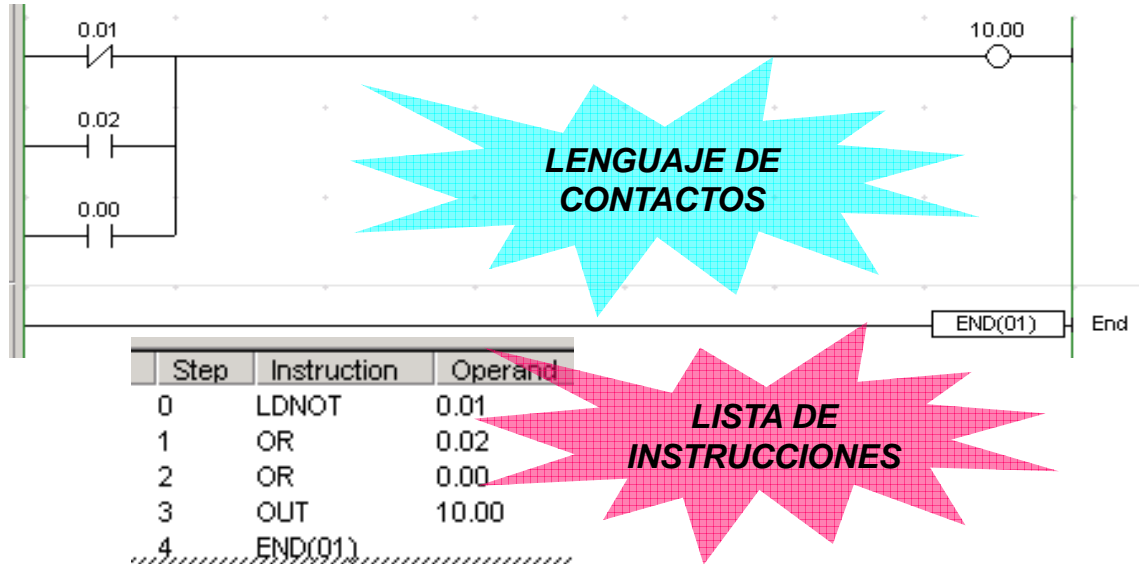 0.01
10.00
0.02
LENGUAJE DE
CONTACTOS
0.00
END(01) End
Step Instruction Operand
0 LDNOT 0.01
1 OR 0.02
2 OR 0.00
3 OUT 10.00
4 END(01)
LISTA DE
INSTRUCCIONES